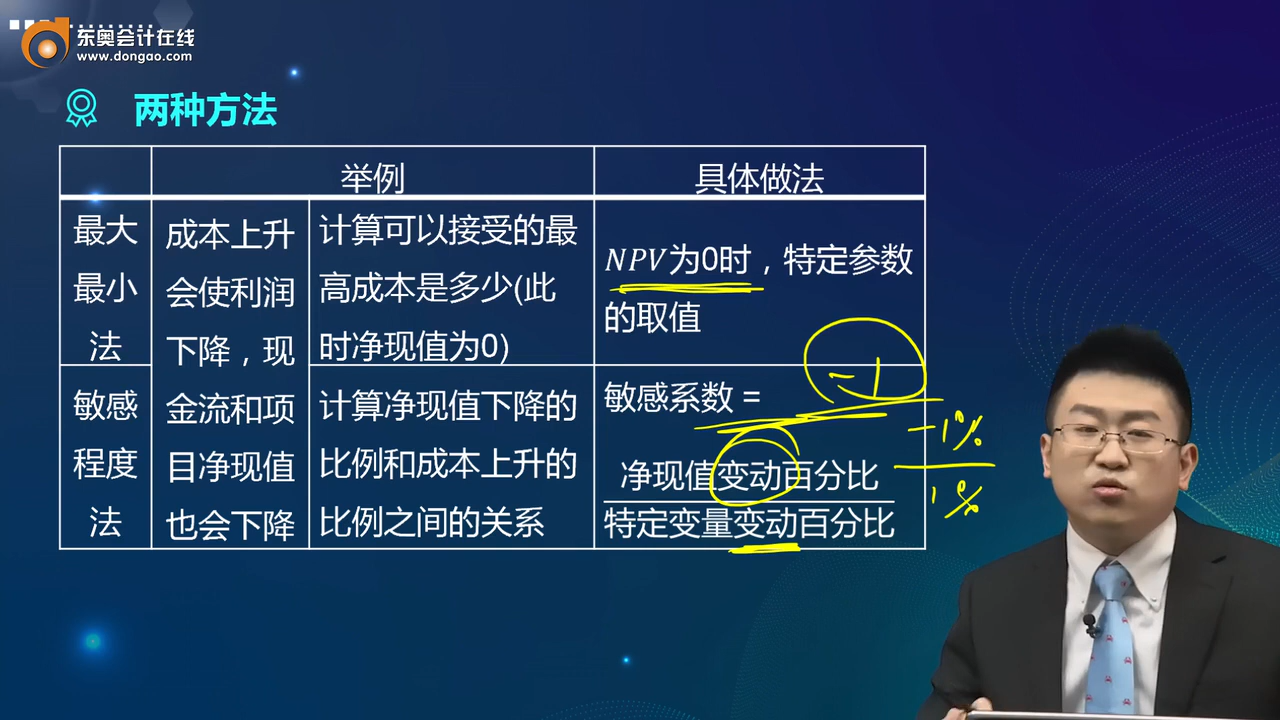 东奥会计在线
www.dongao.com
两种方法
举例
具体做法
最大
最小
法
成本上升
会使利润
下降，现
金流和项
目净现值
也会下降
计算可以接受的最
高成本是多少(此
时净现值为0)
NPV为0时，特定参数
的取值
敏感
程度
法
计算净现值下降的
比例和成本上升的
比例之间的关系
敏感系数 =
净现值变动百分比
特定变量变动百分比
-1
-1%
1%